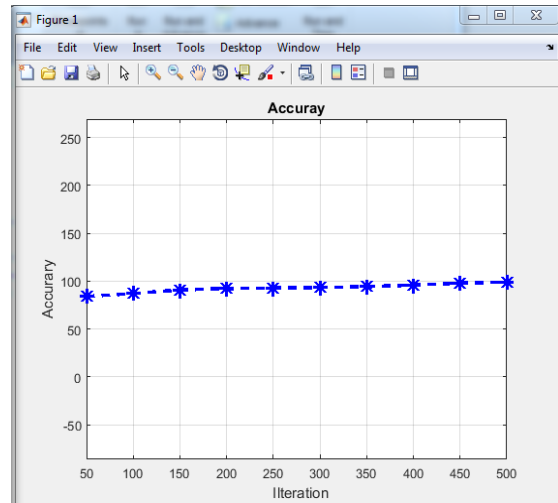 Figure 1
File Edit View Insert Tools Desktop Window Help
Accuray
250
200
150
100
50
0
-50
Accurary
50 100 150 200 250 300 350 400 450 500
Ilteration